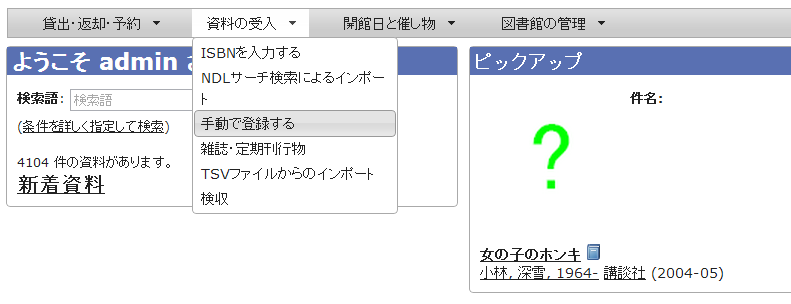 貸出・返却・予約 資料の受入 開館日と催し物 図書館の管理
ようこそ admin
ISBNを入力する
NDLサーチ検索によるインポー
ト
手動で登録する
雑誌・定期刊行物
TSVファイルからのインポート
検収
検索語: 検索語
(条件を詳しく指定して検索)
4104 件の資料があります。
新着資料
ピックアップ
件名:
?
女の子のホンキ
小林, 深雪, 1964- 講談社 (2004-05)